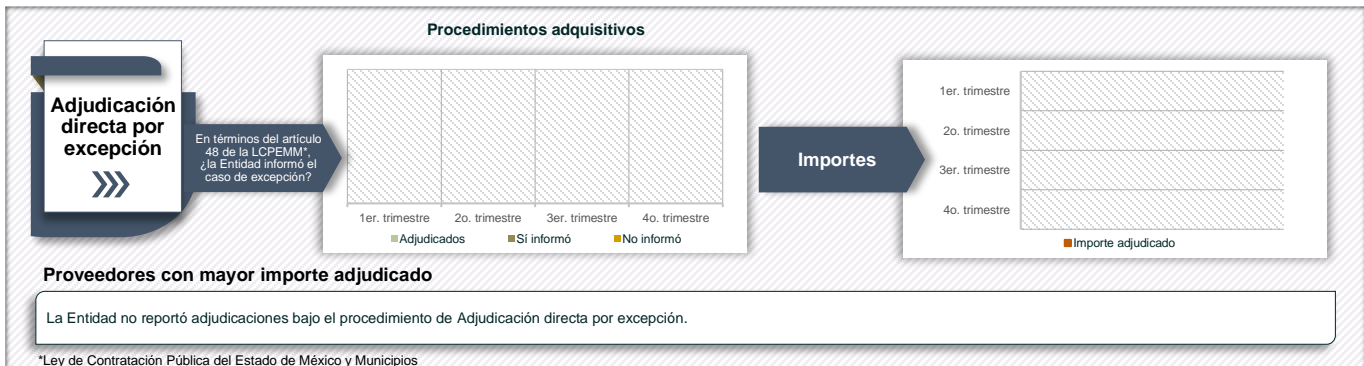 Procedimientos adquisitivos
Adjudicación
directa por
excepción
En términos del artículo
48 de la LCPEMM*,
¿la Entidad informó el
caso de excepción?
1er. trimestre 2o. trimestre 3er. trimestre 4o. trimestre
Adjudicados Sí informó No informó
Importes
1er. trimestre
2o. trimestre
3er. trimestre
4o. trimestre
Importe adjudicado
Proveedores con mayor importe adjudicado
La Entidad no reportó adjudicaciones bajo el procedimiento de Adjudicación directa por excepción.
*Ley de Contratación Pública del Estado de México y Municipios